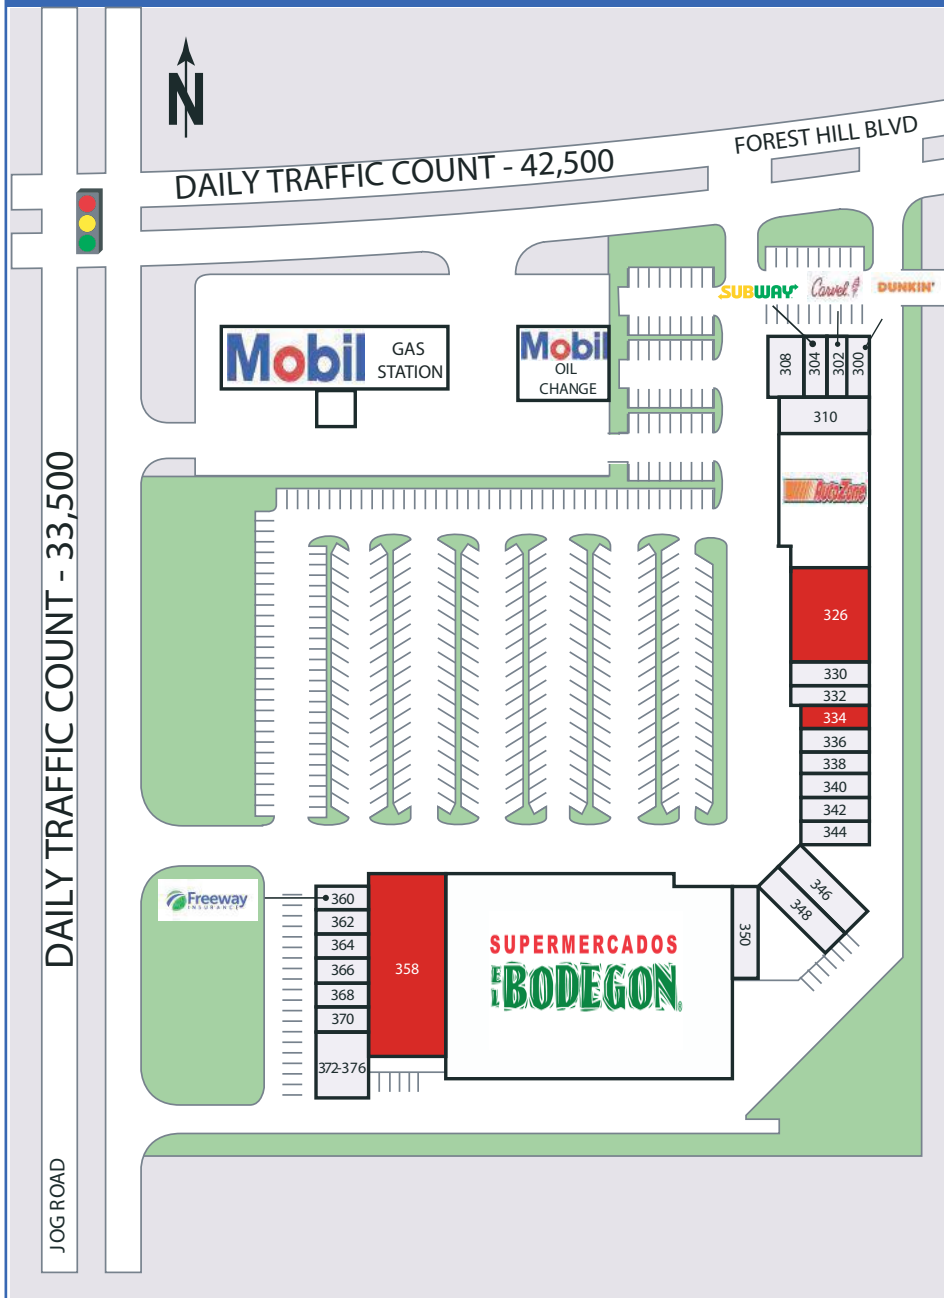 N
DAILY TRAFFIC COUNT - 42,500
FOREST HILL BLVD
SUBWAY
Carvel
DUNKIN'
Mobil
GAS
STATION
Mobil
OIL
CHANGE
308
304
302
300
310
AutoZone
326
330
332
334
336
338
340
342
344
346
348
350
DAILY TRAFFIC COUNT - 33,500
JOG ROAD
Freeway
INSURANCE
360
362
364
366
368
370
372-376
358
SUPERMERCADOS
EL BODEGON®